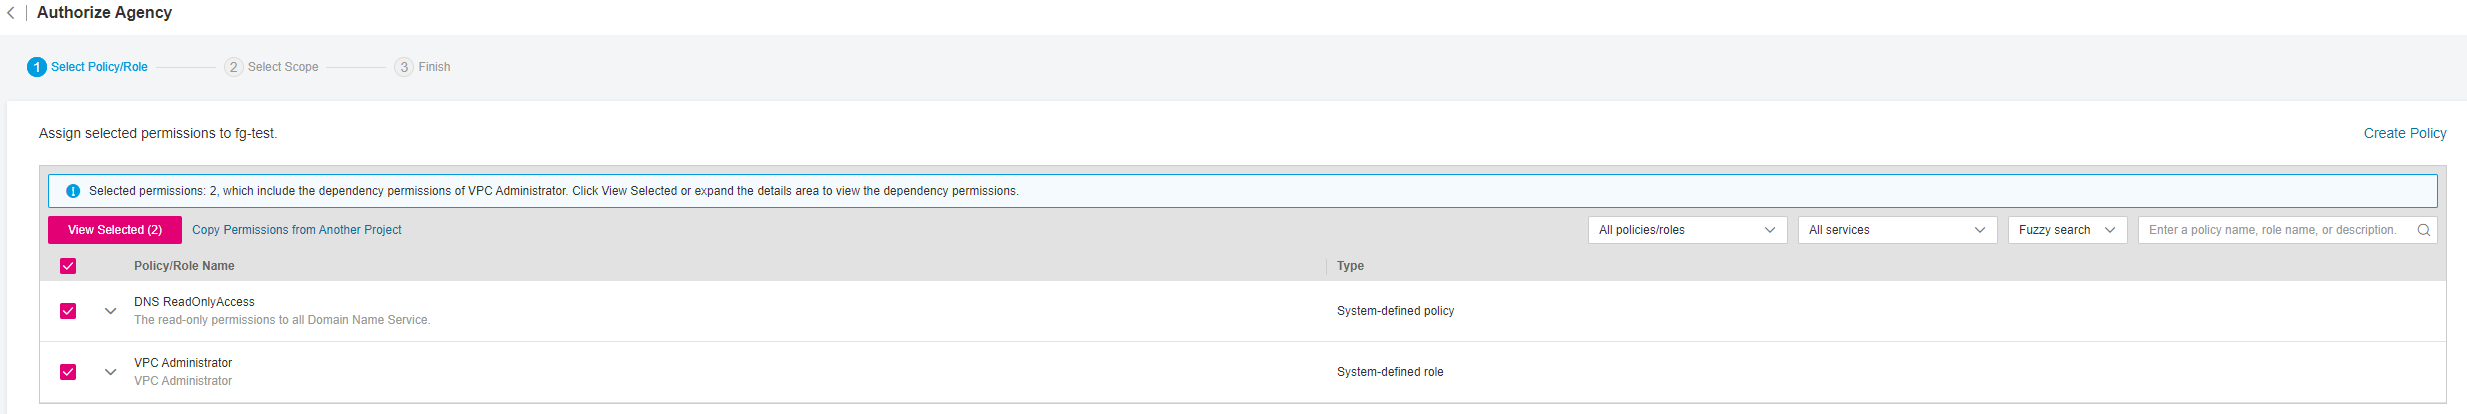 Authorize Agency
1 Select Policy/Role 2 Select Scope 3 Finish
Assign selected permissions to fg-test. Create Policy
Selected permissions: 2, which include the dependency permissions of VPC Administrator. Click View Selected or expand the details area to view the dependency permissions.
View Selected (2) Copy Permissions from Another Project All policies/roles All services Fuzzy search Enter a policy name, role name, or description.
Policy/Role Name Type
DNS ReadOnlyAccess
The read-only permissions to all Domain Name Service.
System-defined policy
VPC Administrator
VPC Administrator
System-defined role